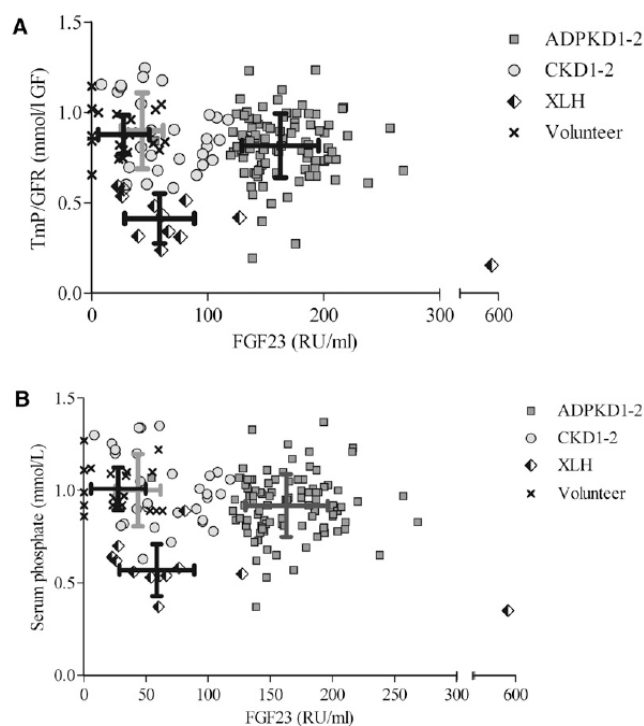 A
TmP/GFR (mmol/l GF)
1.5
1.0
0.5
0.0
0 100 200 300 600
FGF23 (RU/ml)
ADPKD1-2
CKD1-2
XLH
Volunteer
B
Serum phosphate (mmol/L)
1.5
1.0
0.5
0.0
0 50 100 150 200 250 300 600
FGF23 (RU/ml)
ADPKD1-2
CKD1-2
XLH
Volunteer